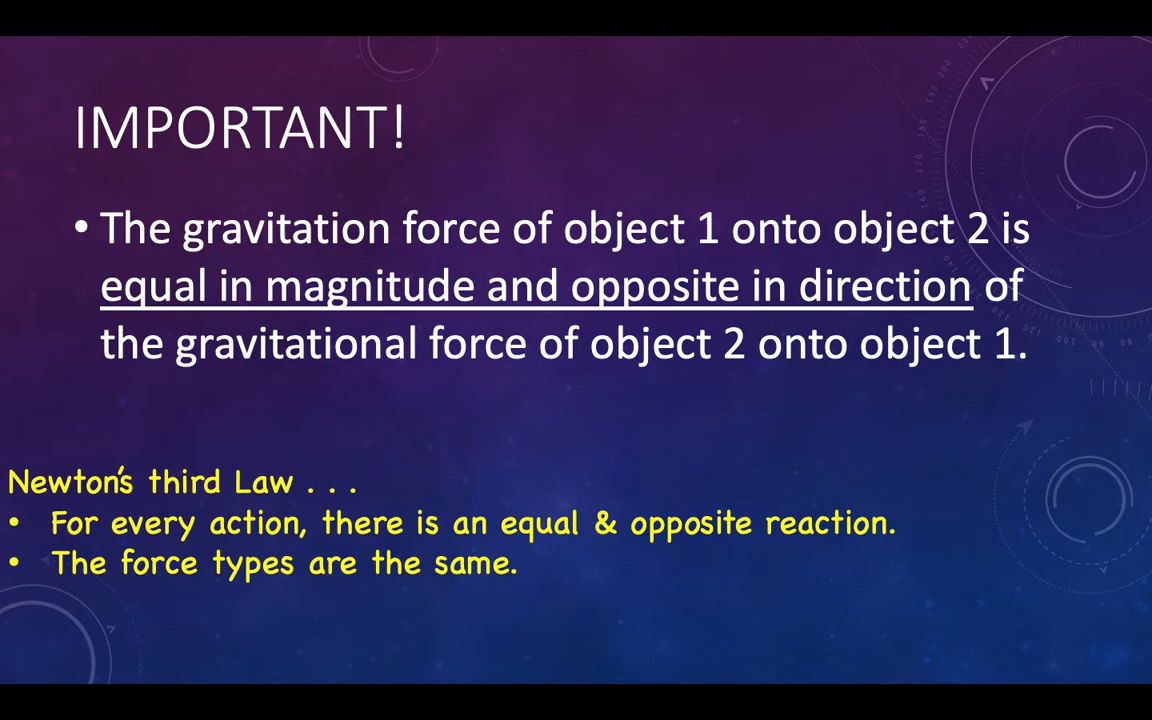 IMPORTANT!
• The gravitation force of object 1 onto object 2 is
equal in magnitude and opposite in direction of
the gravitational force of object 2 onto object 1.
Newton's third Law . . .
• For every action, there is an equal & opposite reaction.
• The force types are the same.